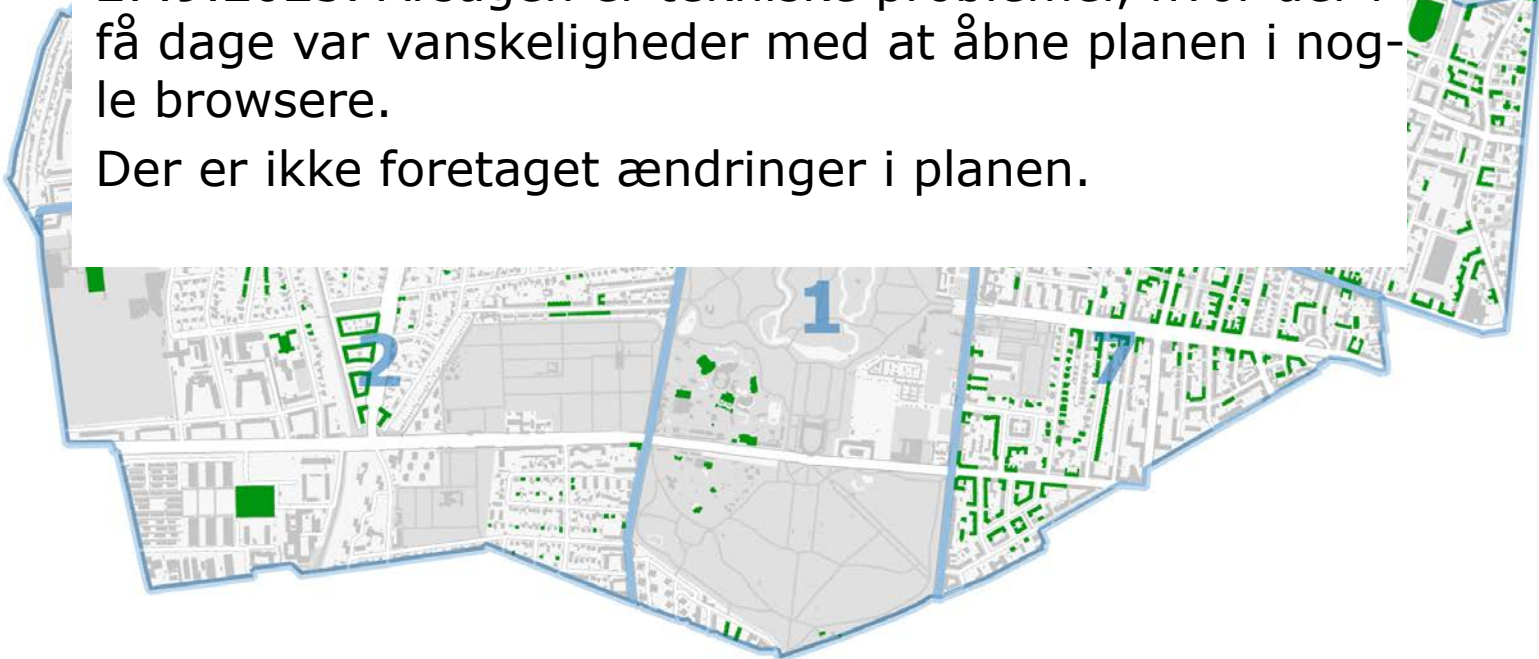 få dage var vanskeligheder med at åbne planen i nog-
le browsere.
Der er ikke foretaget ændringer i planen.
1
2
7